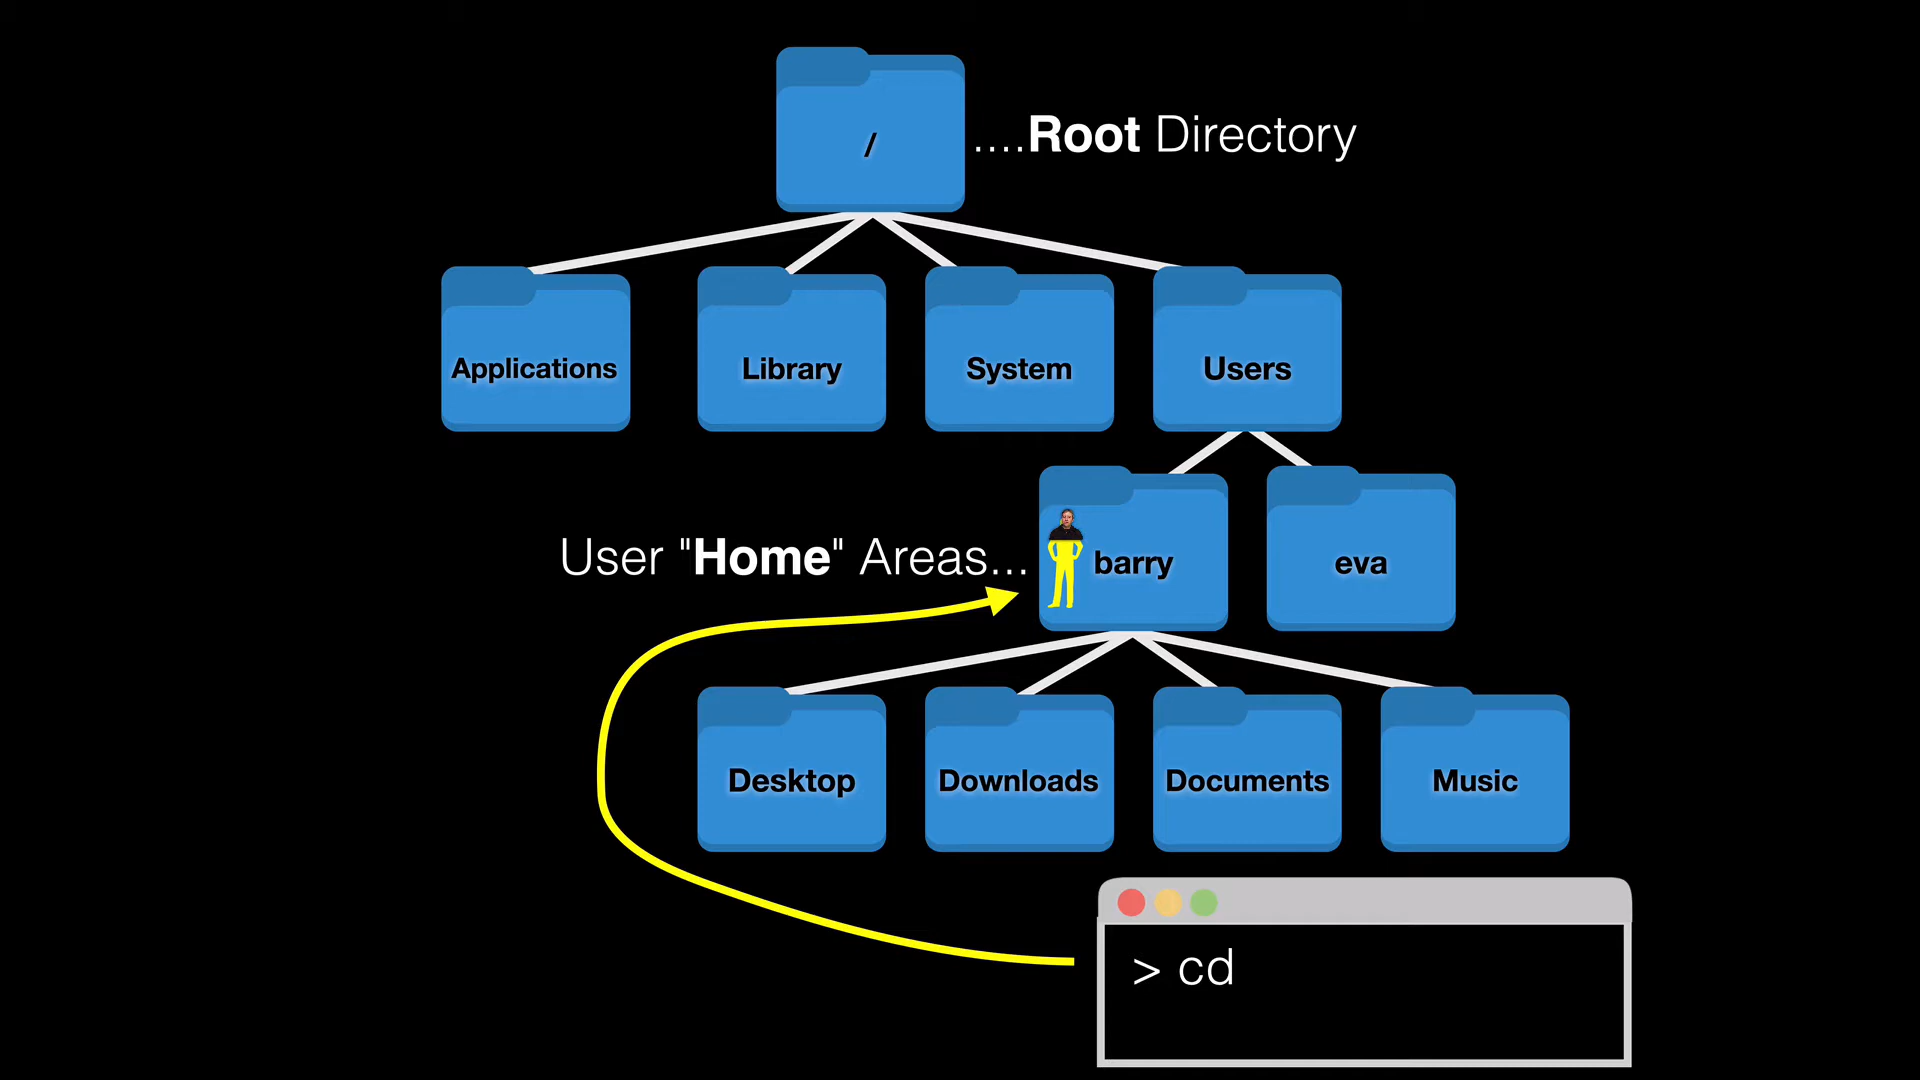 /
....Root Directory
Applications
Library
System
Users
User "Home" Areas...
barry
eva
Desktop
Downloads
Documents
Music
> cd